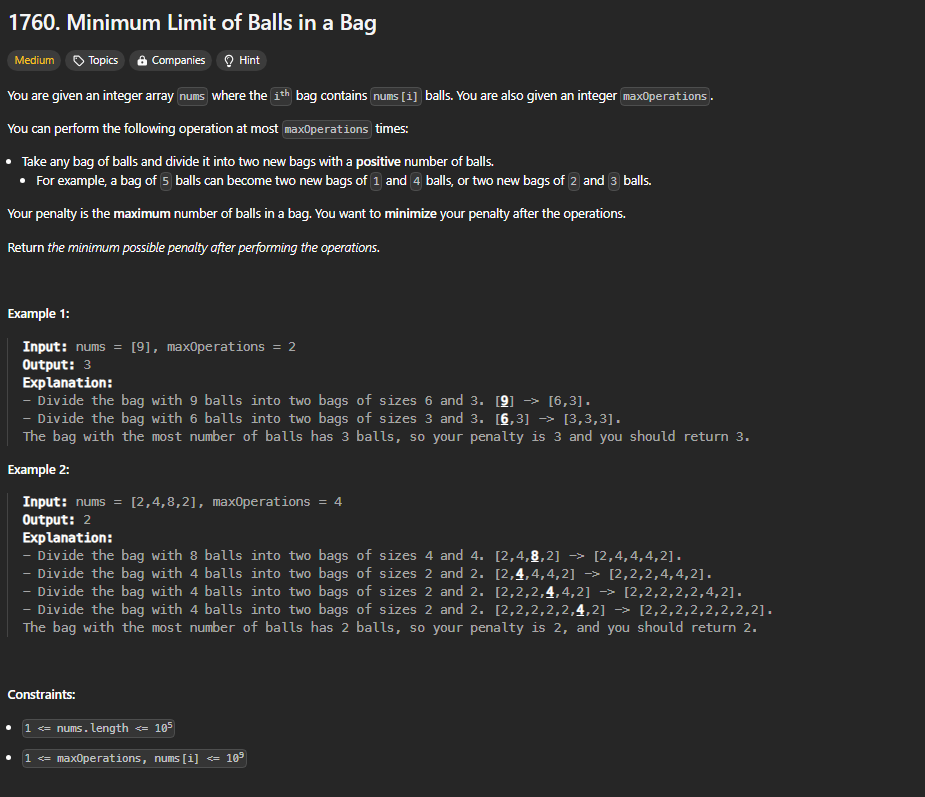 1760. Minimum Limit of Balls in a Bag
Medium Topics Companies Hint
You are given an integer array nums where the iᵗʰ bag contains nums[i] balls. You are also given an integer maxOperations.
You can perform the following operation at most maxOperations times:
• Take any bag of balls and divide it into two new bags with a positive number of balls.
• For example, a bag of 5 balls can become two new bags of 1 and 4 balls, or two new bags of 2 and 3 balls.
Your penalty is the maximum number of balls in a bag. You want to minimize your penalty after the operations.
Return the minimum possible penalty after performing the operations.
Example 1:
Input: nums = [9], maxOperations = 2
Output: 3
Explanation:
- Divide the bag with 9 balls into two bags of sizes 6 and 3. [9] -> [6,3].
- Divide the bag with 6 balls into two bags of sizes 3 and 3. [6,3] -> [3,3,3].
The bag with the most number of balls has 3 balls, so your penalty is 3 and you should return 3.
Example 2:
Input: nums = [2,4,8,2], maxOperations = 4
Output: 2
Explanation:
- Divide the bag with 8 balls into two bags of sizes 4 and 4. [2,4,8,2] -> [2,4,4,4,2].
- Divide the bag with 4 balls into two bags of sizes 2 and 2. [2,4,4,4,2] -> [2,2,2,4,4,2].
- Divide the bag with 4 balls into two bags of sizes 2 and 2. [2,2,2,4,4,2] -> [2,2,2,2,2,4,2].
- Divide the bag with 4 balls into two bags of sizes 2 and 2. [2,2,2,2,2,4,2] -> [2,2,2,2,2,2,2,2].
The bag with the most number of balls has 2 balls, so your penalty is 2, and you should return 2.
Constraints:
• 1 <= nums.length <= 10⁵
• 1 <= maxOperations, nums[i] <= 10⁹